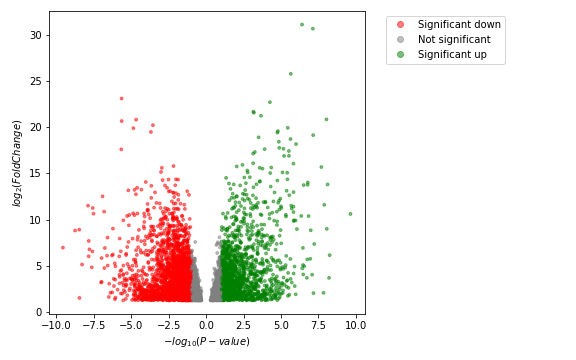 Significant down
Not significant
Significant up
30
25
20
15
10
5
0
log2(FoldChange)
−10.0 −7.5 −5.0 −2.5 0.0 2.5 5.0 7.5 10.0
−log10(P − value)